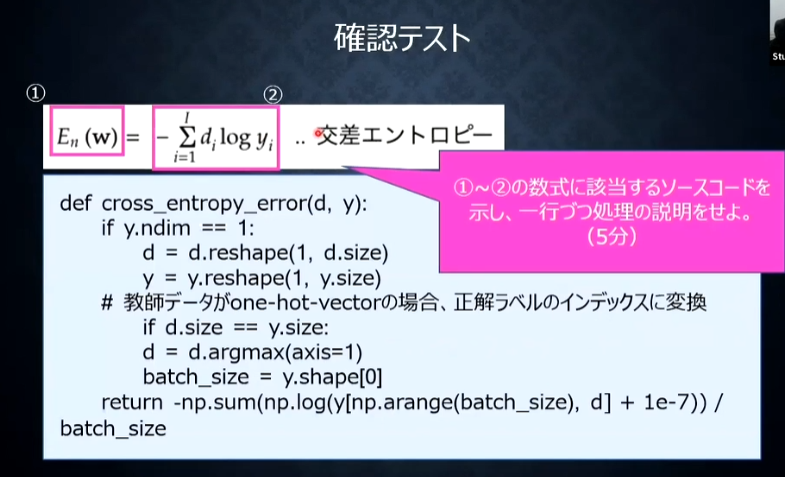 確認テスト
Stu
① ②
E_n(w) = - Σ_{i=1}^{I} d_i log y_i .. 交差エントロピー
①~②の数式に該当するソースコードを
示し、一行づつ処理の説明をせよ。
(5分)
def cross_entropy_error(d, y):
if y.ndim == 1:
d = d.reshape(1, d.size)
y = y.reshape(1, y.size)
# 教師データがone-hot-vectorの場合、正解ラベルのインデックスに変換
if d.size == y.size:
d = d.argmax(axis=1)
batch_size = y.shape[0]
return -np.sum(np.log(y[np.arange(batch_size), d] + 1e-7)) /
batch_size